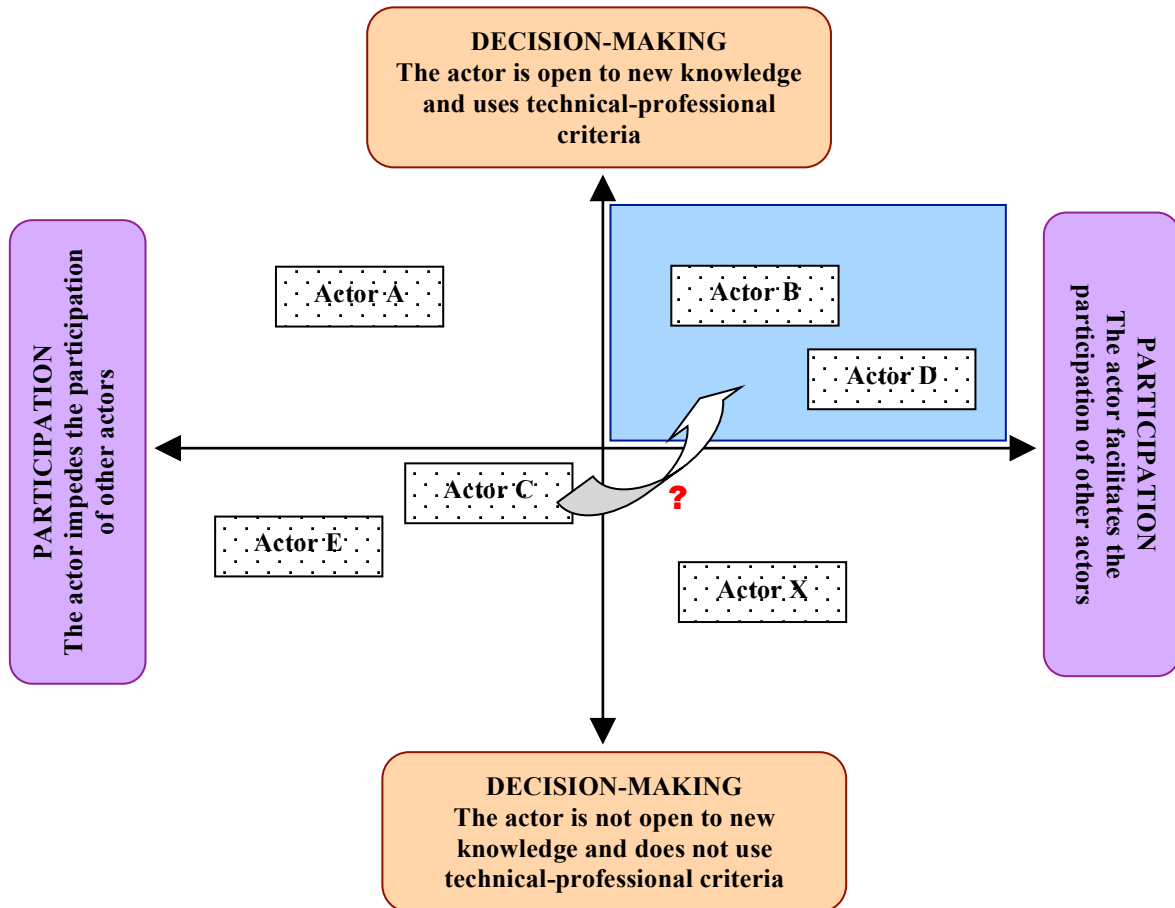 DECISION-MAKING
The actor is open to new knowledge
and uses technical-professional
criteria
PARTICIPATION
The actor impedes the participation
of other actors
Actor A
Actor B
Actor D
PARTICIPATION
The actor facilitates the
participation of other actors
Actor C
?
Actor E
Actor X
DECISION-MAKING
The actor is not open to new
knowledge and does not use
technical-professional criteria